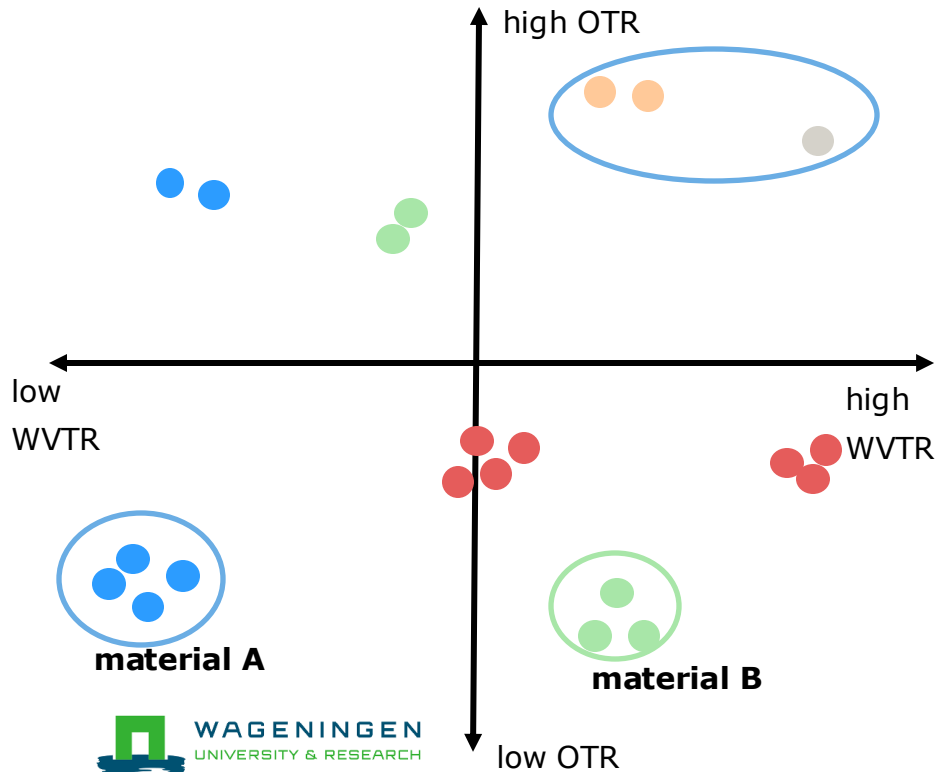 high OTR
low
WVTR
high
WVTR
material A
material B
WAGENINGEN
UNIVERSITY & RESEARCH
low OTR